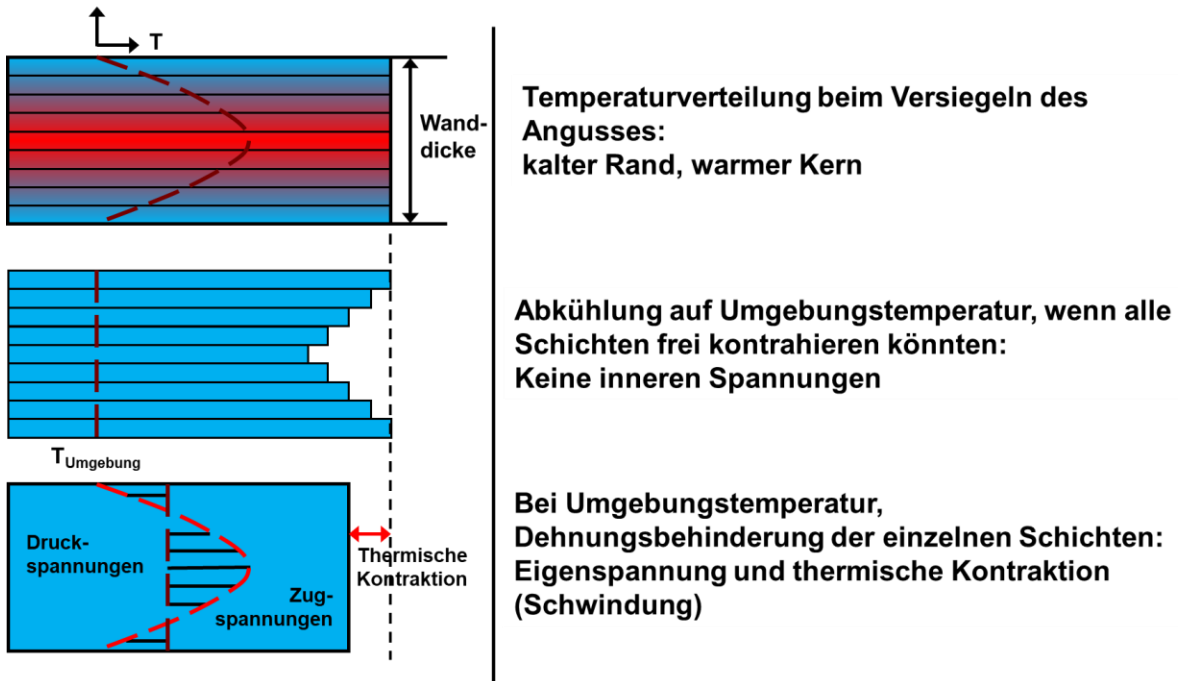 T
Wand-
dicke
Temperaturverteilung beim Versiegeln des
Angusses:
kalter Rand, warmer Kern
Abkühlung auf Umgebungstemperatur, wenn alle
Schichten frei kontrahieren könnten:
Keine inneren Spannungen
TUmgebung
Druck-
spannungen
Zug-
spannungen
Thermische
Kontraktion
Bei Umgebungstemperatur,
Dehnungsbehinderung der einzelnen Schichten:
Eigenspannung und thermische Kontraktion
(Schwindung)